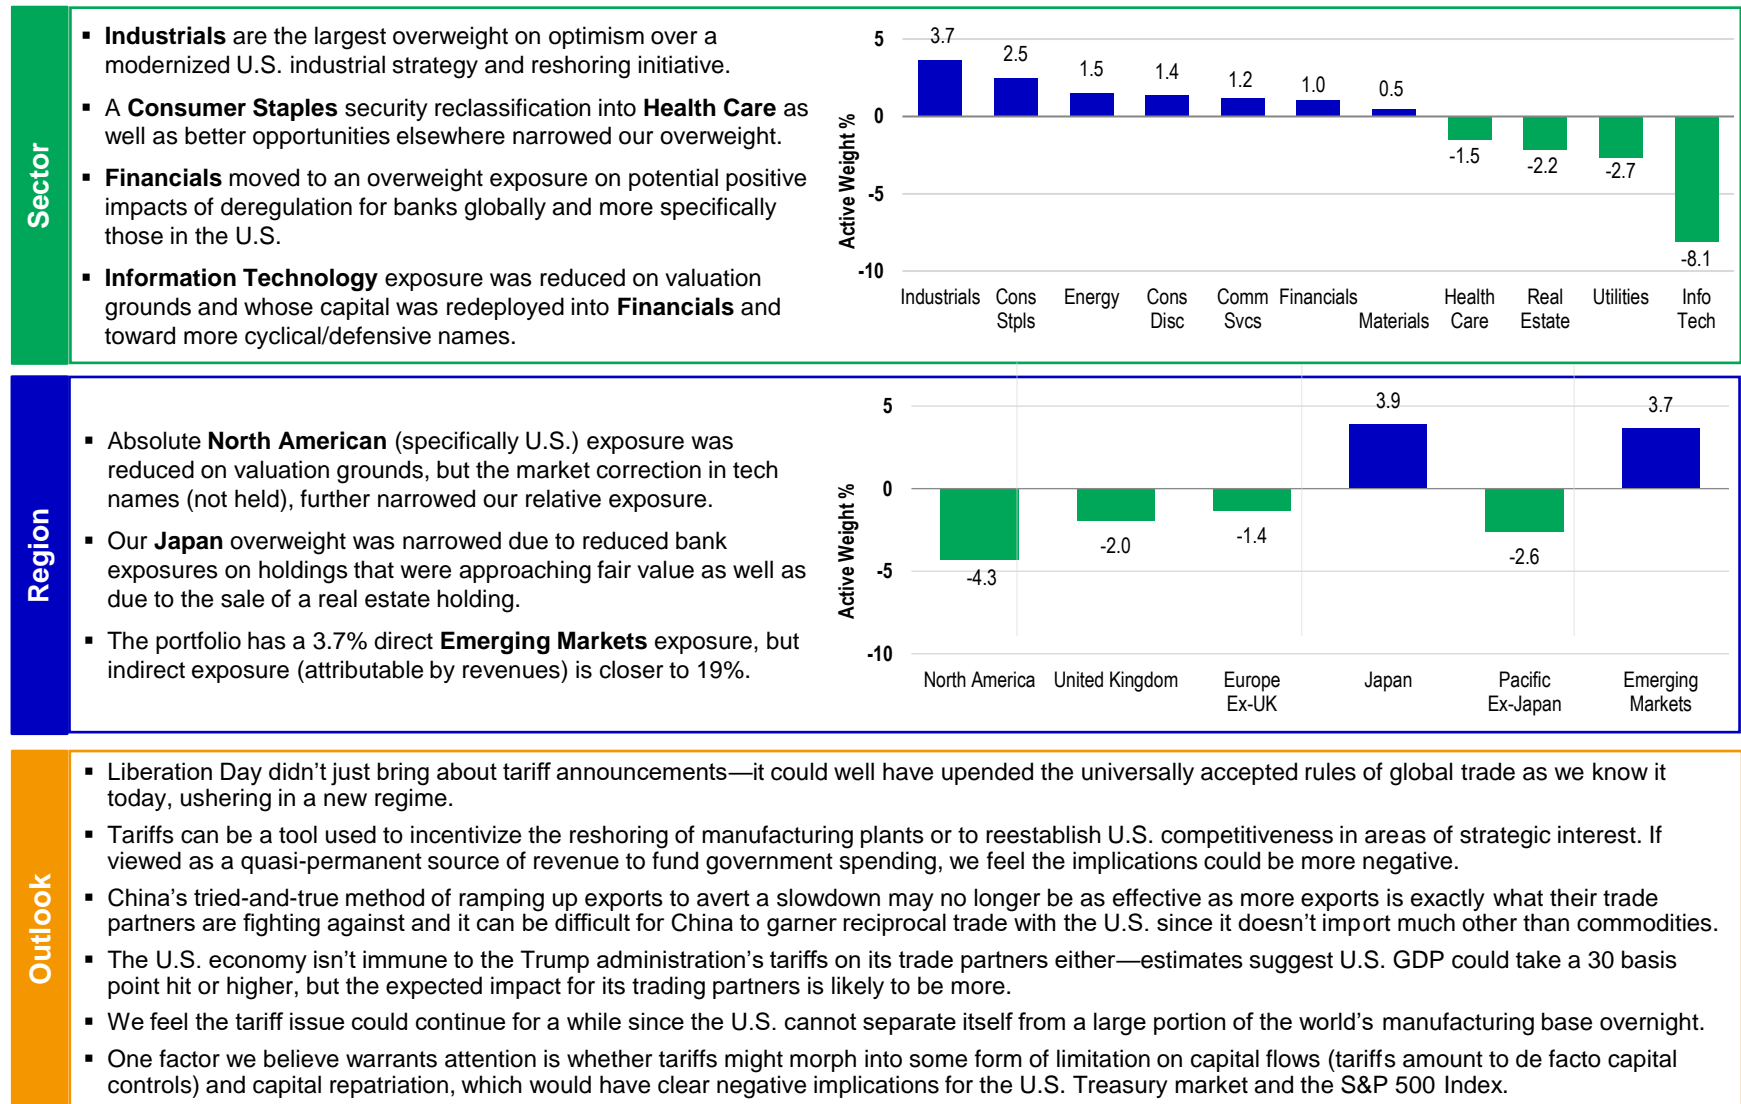 Sector
▪ Industrials are the largest overweight on optimism over a
modernized U.S. industrial strategy and reshoring initiative.
▪ A Consumer Staples security reclassification into Health Care as
well as better opportunities elsewhere narrowed our overweight.
▪ Financials moved to an overweight exposure on potential positive
impacts of deregulation for banks globally and more specifically
those in the U.S.
▪ Information Technology exposure was reduced on valuation
grounds and whose capital was redeployed into Financials and
toward more cyclical/defensive names.
Active Weight %
5
0
-5
-10
3.7
2.5
1.5
1.4
1.2
1.0
0.5
-1.5
-2.2
-2.7
-8.1
Industrials
Cons
Stpls
Energy
Cons
Disc
Comm
Svcs
Financials
Materials
Health
Care
Real
Estate
Utilities
Info
Tech
Region
▪ Absolute North American (specifically U.S.) exposure was
reduced on valuation grounds, but the market correction in tech
names (not held), further narrowed our relative exposure.
▪ Our Japan overweight was narrowed due to reduced bank
exposures on holdings that were approaching fair value as well as
due to the sale of a real estate holding.
▪ The portfolio has a 3.7% direct Emerging Markets exposure, but
indirect exposure (attributable by revenues) is closer to 19%.
Active Weight %
5
0
-5
-10
-4.3
-2.0
-1.4
3.9
-2.6
3.7
North America
United Kingdom
Europe
Ex-UK
Japan
Pacific
Ex-Japan
Emerging
Markets
Outlook
▪ Liberation Day didn’t just bring about tariff announcements—it could well have upended the universally accepted rules of global trade as we know it
today, ushering in a new regime.
▪ Tariffs can be a tool used to incentivize the reshoring of manufacturing plants or to reestablish U.S. competitiveness in areas of strategic interest. If
viewed as a quasi-permanent source of revenue to fund government spending, we feel the implications could be more negative.
▪ China’s tried-and-true method of ramping up exports to avert a slowdown may no longer be as effective as more exports is exactly what their trade
partners are fighting against and it can be difficult for China to garner reciprocal trade with the U.S. since it doesn’t import much other than commodities.
▪ The U.S. economy isn’t immune to the Trump administration’s tariffs on its trade partners either—estimates suggest U.S. GDP could take a 30 basis
point hit or higher, but the expected impact for its trading partners is likely to be more.
▪ We feel the tariff issue could continue for a while since the U.S. cannot separate itself from a large portion of the world’s manufacturing base overnight.
▪ One factor we believe warrants attention is whether tariffs might morph into some form of limitation on capital flows (tariffs amount to de facto capital
controls) and capital repatriation, which would have clear negative implications for the U.S. Treasury market and the S&P 500 Index.